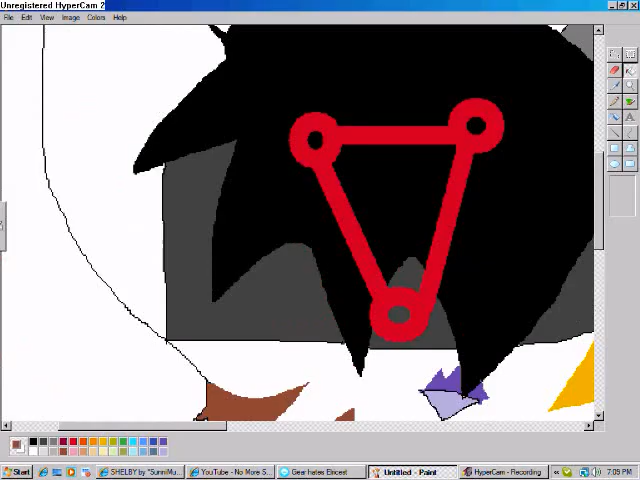 Unregistered HyperCam 2
File Edit View Image Colors Help
Start
SHELBY by "SunniMu...
YouTube - No More S...
Gear hates Elncest
Untitled - Paint
HyperCam - Recording
7:09 PM